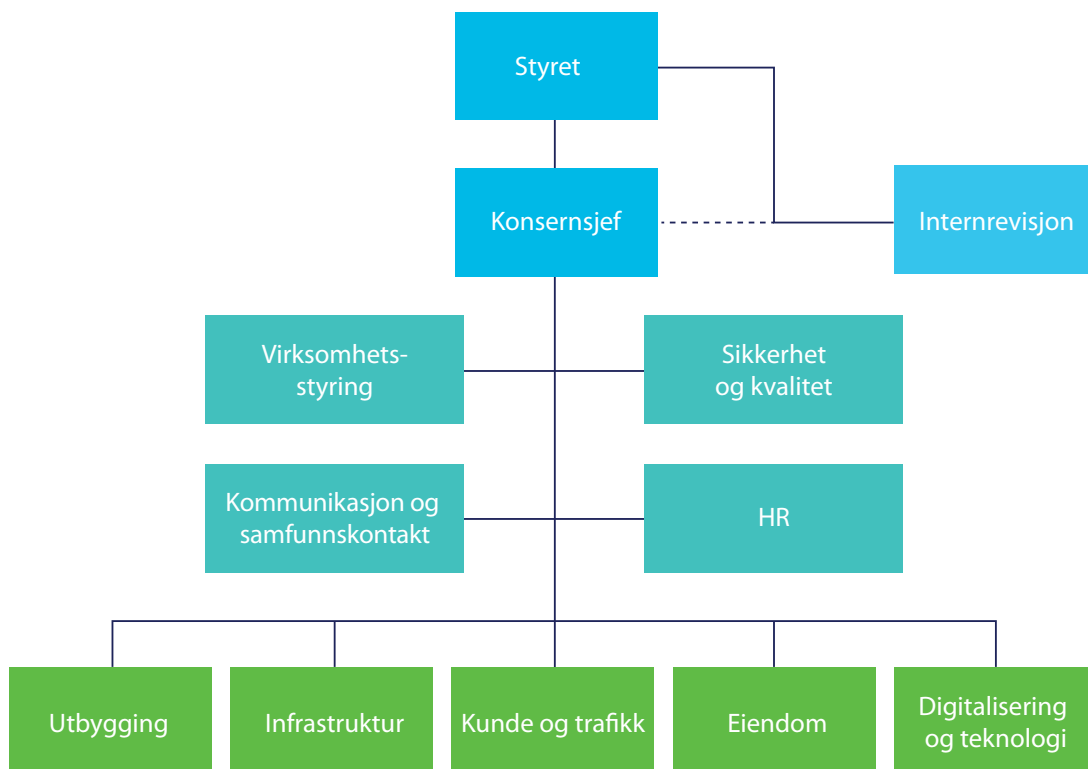 Styret
Konsernsjef
Internrevisjon
Virksomhets-
styring
Sikkerhet
og kvalitet
Kommunikasjon og
samfunnskontakt
HR
Utbygging
Infrastruktur
Kunde og trafikk
Eiendom
Digitalisering
og teknologi